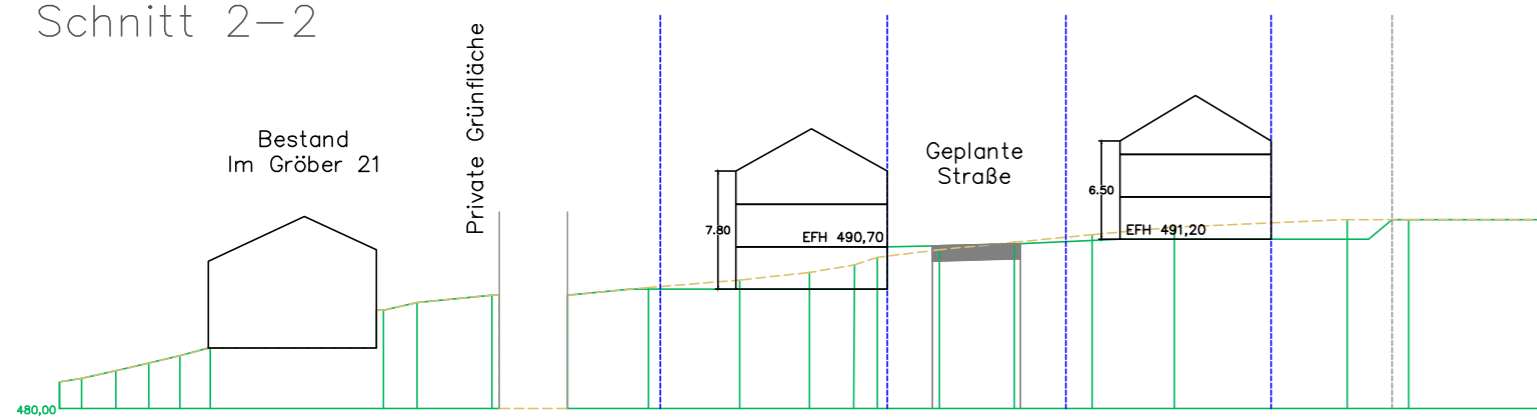 Schnitt 2-2
Private Grünfläche
Bestand
Im Gröber 21
Geplante
Straße
6.50
7.80
EFH 490,70
EFH 491,20
480,00